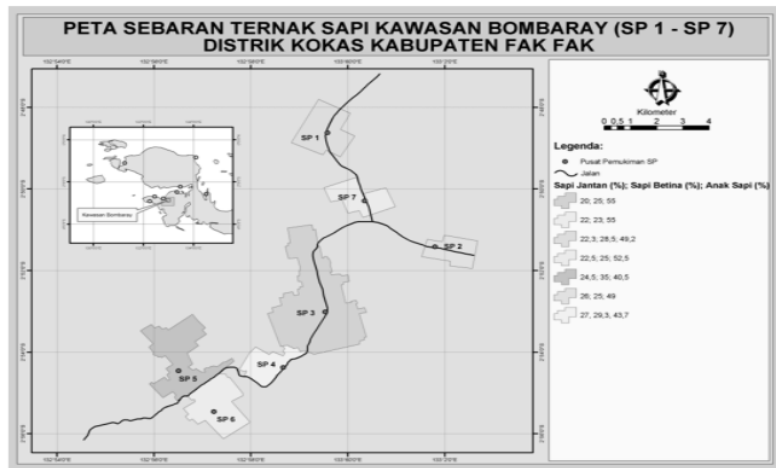 PETA SEBARAN TERNAK SAPI KAWASAN BOMBARAY (SP 1 - SP 7)
DISTRIK KOKAS KABUPATEN FAK FAK
Kilometer
0 0,5 1 2 3 4
Legenda:
Pusat Pemukiman SP
Jalan
Sapi Jantan (%); Sapi Betina (%); Anak Sapi (%)
20; 25; 55
22; 23; 55
22,3; 28,5; 49,2
22,5; 25; 52,5
24,5; 35; 40,5
26; 25; 49
27, 29,3; 43,7
Kawasan Bombaray
SP 1
SP 7
SP 2
SP 3
SP 4
SP 5
SP 6